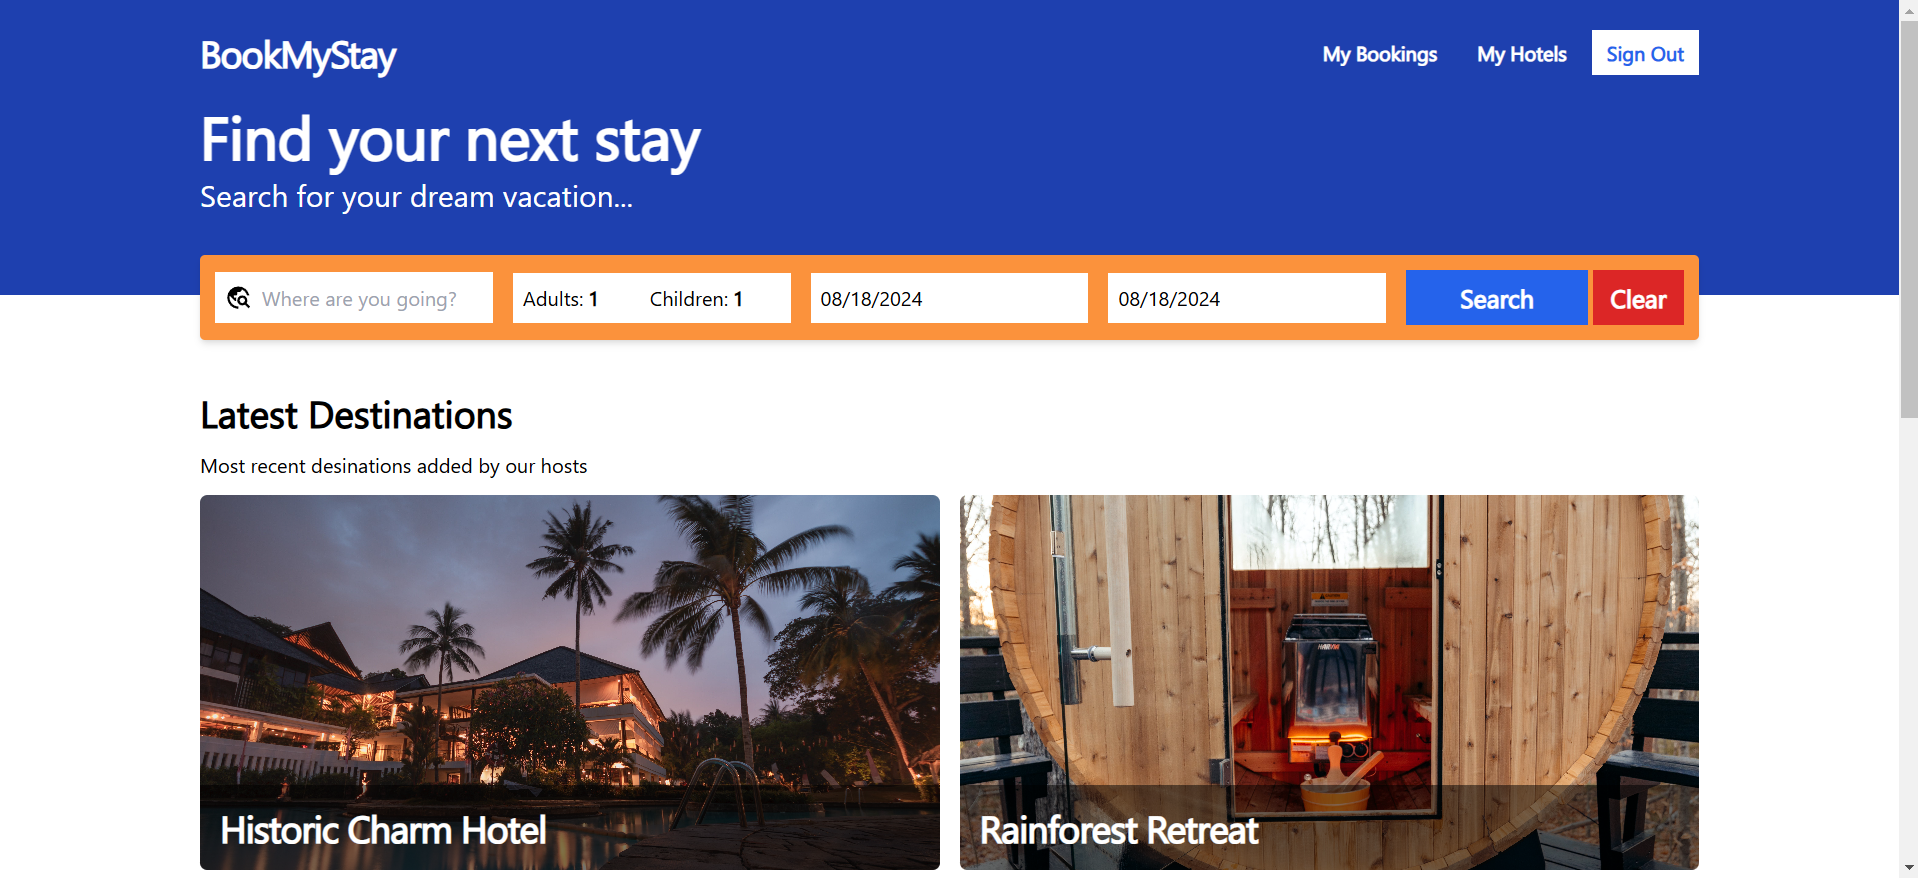 BookMyStay
My Bookings My Hotels Sign Out
Find your next stay
Search for your dream vacation...
Where are you going? Adults: 1 Children: 1 08/18/2024 08/18/2024 Search Clear
Latest Destinations
Most recent desinations added by our hosts
Historic Charm Hotel
Rainforest Retreat